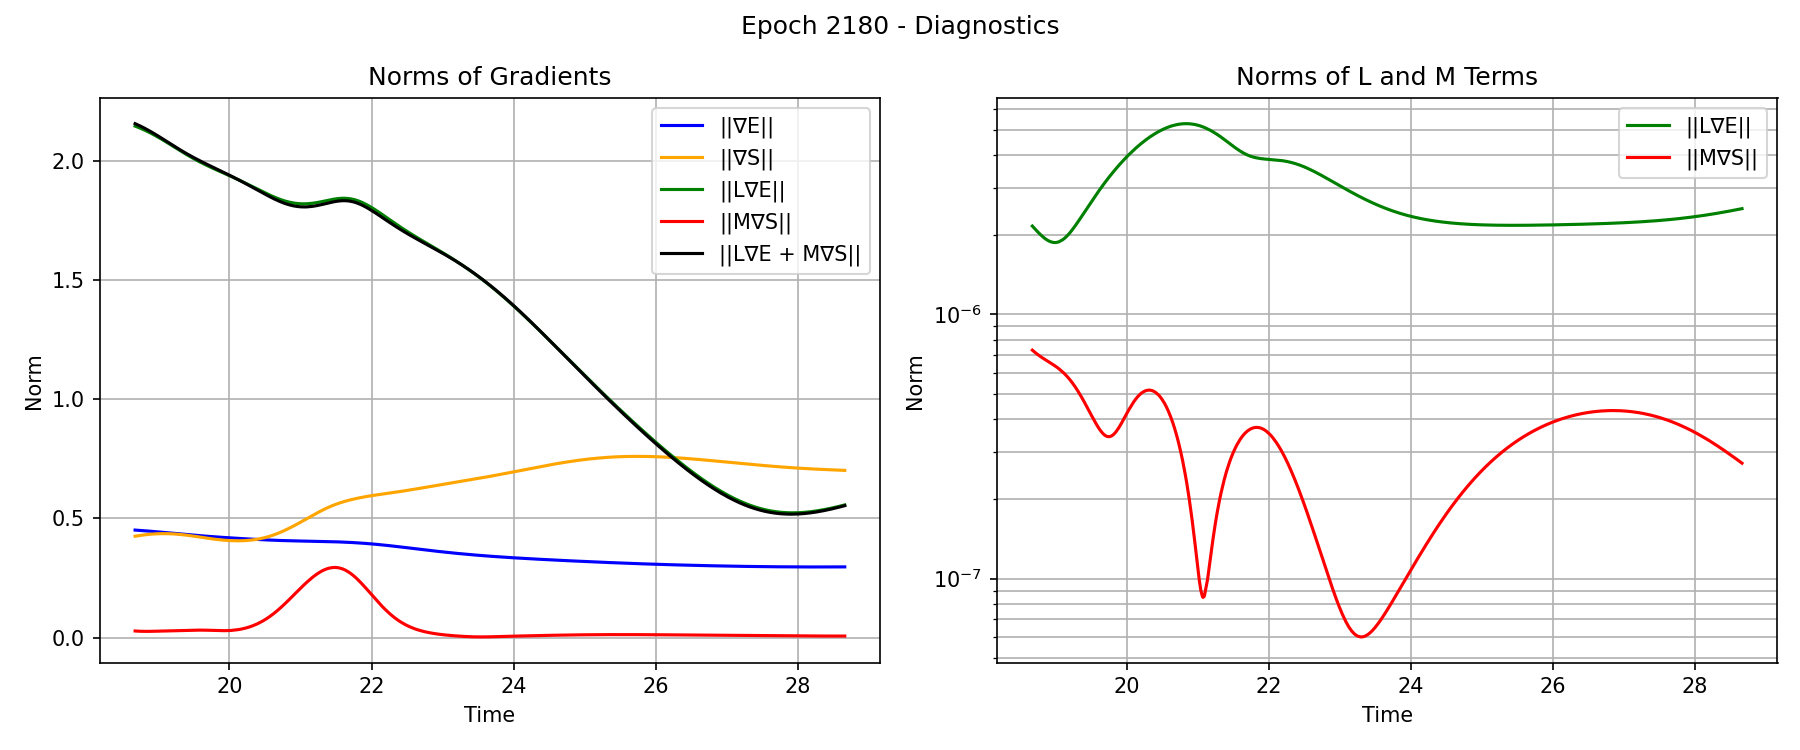 Epoch 2180 - Diagnostics
Norms of Gradients
Norm
2.0
1.5
1.0
0.5
0.0
20
22
24
26
28
Time
||∇E||
||∇S||
||L∇E||
||M∇S||
||L∇E + M∇S||
Norms of L and M Terms
Norm
10⁻⁶
10⁻⁷
20
22
24
26
28
Time
||L∇E||
||M∇S||